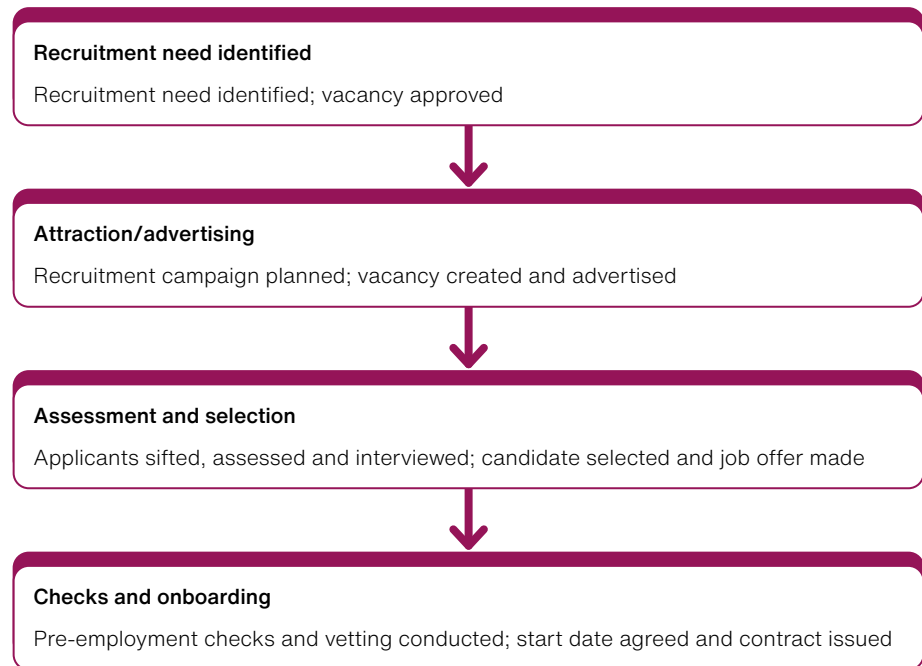 Recruitment need identified
Recruitment need identified; vacancy approved
Attraction/advertising
Recruitment campaign planned; vacancy created and advertised
Assessment and selection
Applicants sifted, assessed and interviewed; candidate selected and job offer made
Checks and onboarding
Pre-employment checks and vetting conducted; start date agreed and contract issued